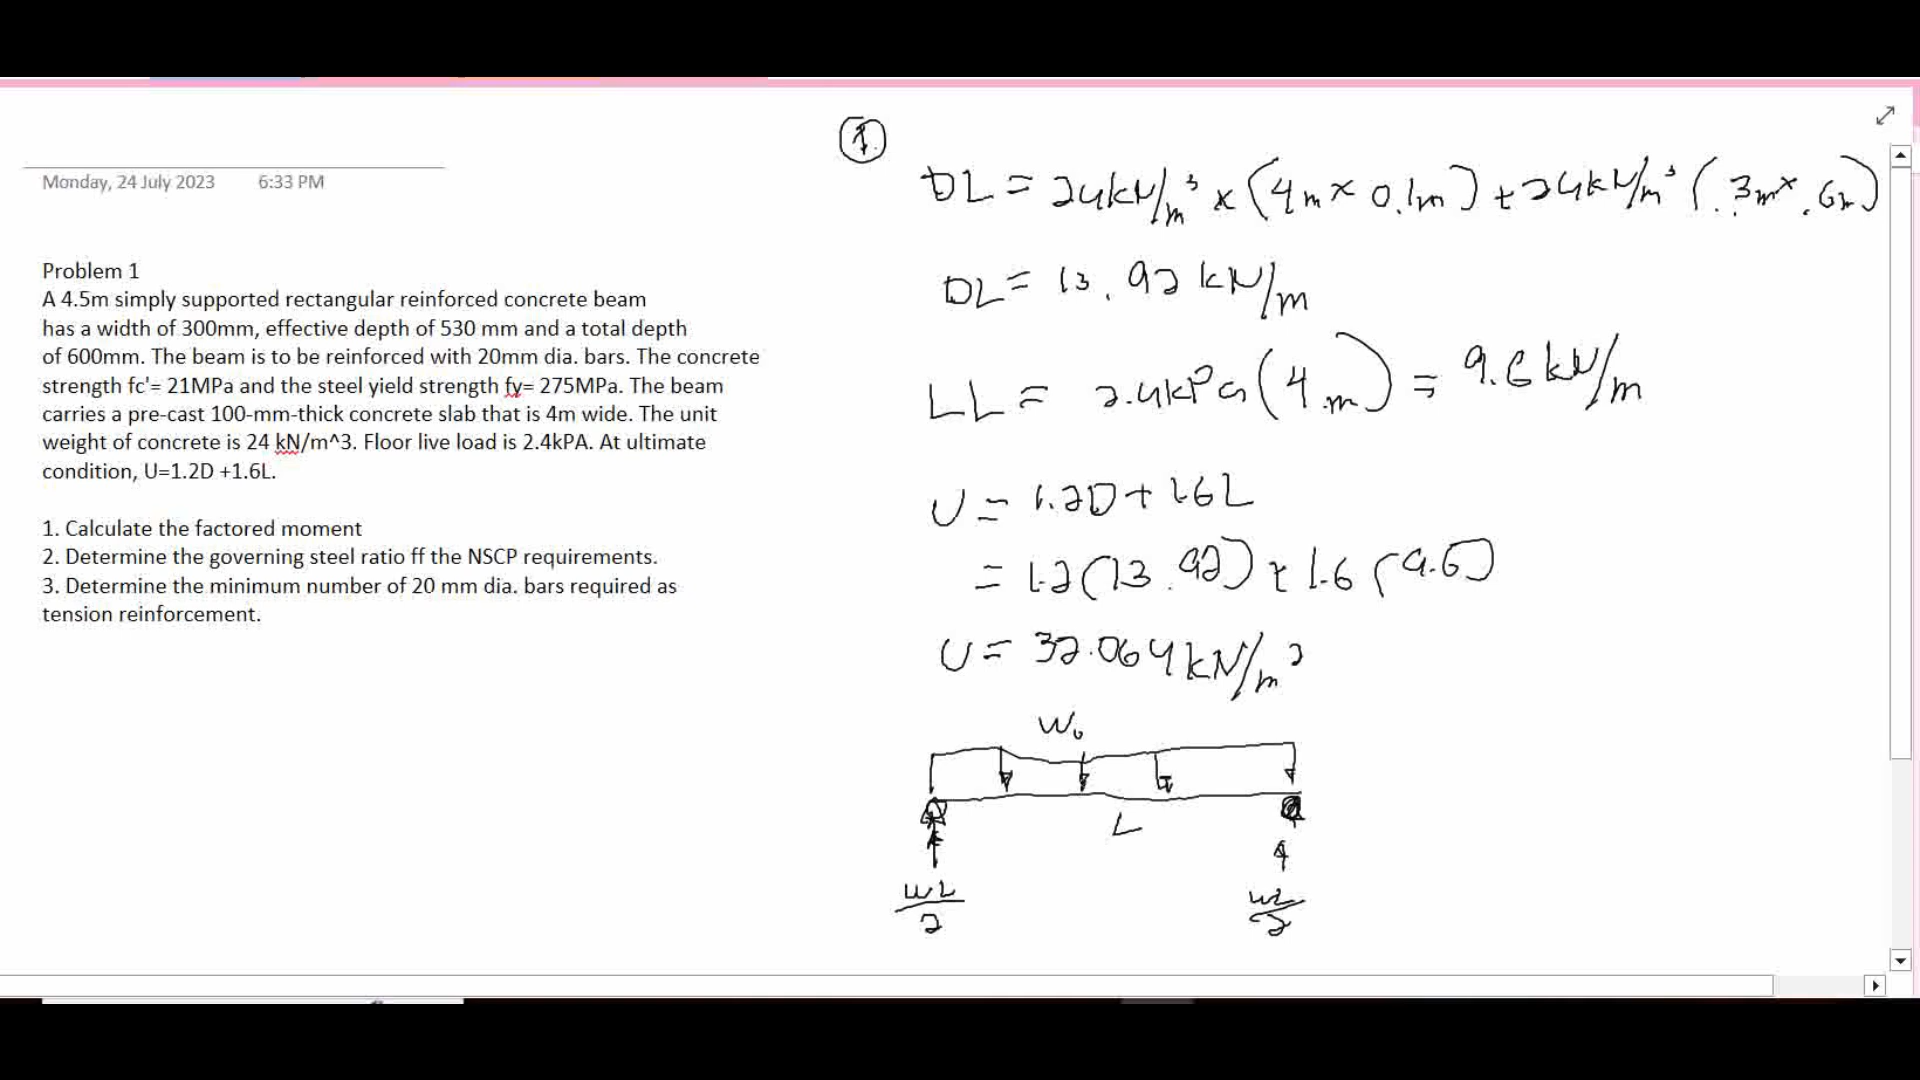 Monday, 24 July 2023 6:33 PM
Problem 1
A 4.5m simply supported rectangular reinforced concrete beam
has a width of 300mm, effective depth of 530 mm and a total depth
of 600mm. The beam is to be reinforced with 20mm dia. bars. The concrete
strength fc'= 21MPa and the steel yield strength fy= 275MPa. The beam
carries a pre-cast 100-mm-thick concrete slab that is 4m wide. The unit
weight of concrete is 24 kN/m^3. Floor live load is 2.4kPA. At ultimate
condition, U=1.2D +1.6L.
1. Calculate the factored moment
2. Determine the governing steel ratio ff the NSCP requirements.
3. Determine the minimum number of 20 mm dia. bars required as
tension reinforcement.
1.
DL = 24kN/m³ x (4m x 0.1m) + 24kN/m³ (.3m x .6m)
DL = 13.92 kN/m
LL = 2.4kPa (4.m) = 9.6 kN/m
U = 1.2D + 1.6L
= 1.2(13.92) + 1.6(9.6)
U = 32.064 kN/m²
Wu
L
WL/2
WL/2